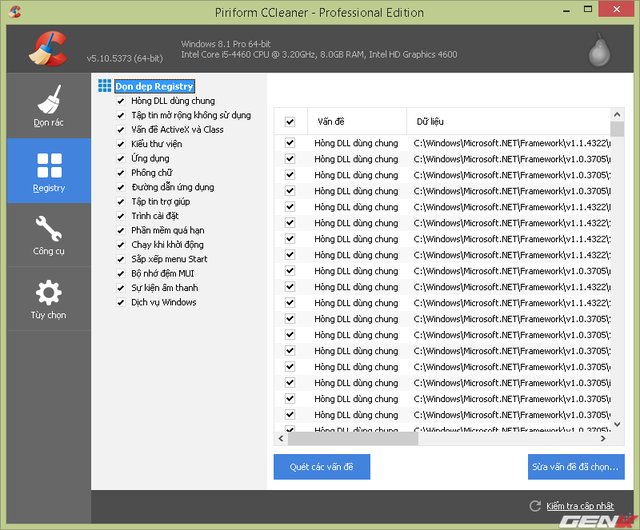 Piriform CCleaner - Professional Edition
v5.10.5373 (64-bit)
Windows 8.1 Pro 64-bit
Intel Core i5-4460 CPU @ 3.20GHz, 8.0GB RAM, Intel HD Graphics 4600
Dọn rác
Registry
Công cụ
Tùy chọn
Dọn dẹp Registry
Hỏng DLL dùng chung
Tập tin mở rộng không sử dụng
Vấn đề ActiveX và Class
Kiểu thư viện
Ứng dụng
Phông chữ
Đường dẫn ứng dụng
Tập tin trợ giúp
Trình cài đặt
Phần mềm quá hạn
Chạy khi khởi động
Sắp xếp menu Start
Bộ nhớ đệm MUI
Sự kiện âm thanh
Dịch vụ Windows
Vấn đề Dữ liệu
Hỏng DLL dùng chung C:\Windows\Microsoft.NET\Framework\v1.1.4322\
Hỏng DLL dùng chung C:\Windows\Microsoft.NET\Framework\v1.0.3705\
Hỏng DLL dùng chung C:\Windows\Microsoft.NET\Framework\v1.0.3705\
Hỏng DLL dùng chung C:\Windows\Microsoft.NET\Framework\v1.0.3705\
Hỏng DLL dùng chung C:\Windows\Microsoft.NET\Framework\v1.1.4322\
Hỏng DLL dùng chung C:\Windows\Microsoft.NET\Framework\v1.1.4322\
Hỏng DLL dùng chung C:\Windows\Microsoft.NET\Framework\v1.1.4322\
Hỏng DLL dùng chung C:\Windows\Microsoft.NET\Framework\v1.1.4322\
Hỏng DLL dùng chung C:\Windows\Microsoft.NET\Framework\v1.0.3705\
Hỏng DLL dùng chung C:\Windows\Microsoft.NET\Framework\v1.1.4322\
Hỏng DLL dùng chung C:\Windows\Microsoft.NET\Framework\v1.1.4322\
Hỏng DLL dùng chung C:\Windows\Microsoft.NET\Framework\v1.0.3705\
Hỏng DLL dùng chung C:\Windows\Microsoft.NET\Framework\v1.0.3705\
Hỏng DLL dùng chung C:\Windows\Microsoft.NET\Framework\v1.0.3705\
Hỏng DLL dùng chung C:\Windows\Microsoft.NET\Framework\v1.0.3705\
Hỏng DLL dùng chung C:\Windows\Microsoft.NET\Framework\v1.0.3705\
Hỏng DLL dùng chung C:\Windows\Microsoft.NET\Framework\v1.0.3705\
Hỏng DLL dùng chung C:\Windows\Microsoft.NET\Framework\v1.0.3705\
Hỏng DLL dùng chung C:\Windows\Microsoft.NET\Framework\v1.0.3705\
Quét các vấn đề
Sửa vấn đề đã chọn...
Kiểm tra cập nhật
GENK